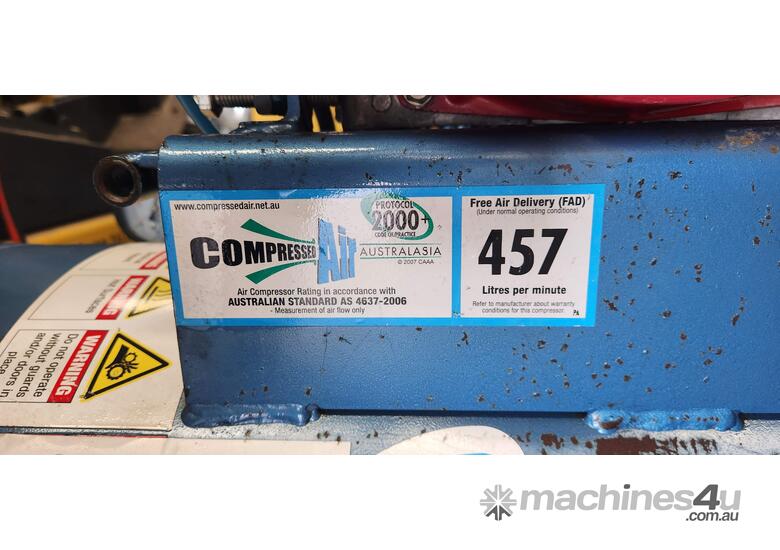 www.compressedair.net.au
PROTOCOL
2000+
CODE OF PRACTICE
COMPRESSED Air
AUSTRALASIA
© 2007 CAAA
Air Compressor Rating in accordance with
AUSTRALIAN STANDARD AS 4637-2006
- Measurement of air flow only
Free Air Delivery (FAD)
(Under normal operating conditions)
457
Litres per minute
Refer to manufacturer about warranty
conditions for this compressor.
PA
WARNING
WARNING
Do not operate
without guards
and/or doors in
place
machines4u
.com.au